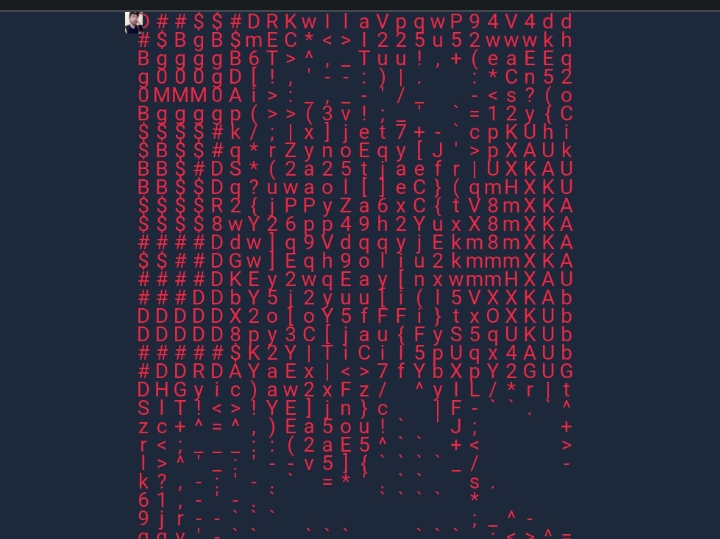 D # # $ $ # D R K w l l a V p q w P 9 4 V 4 d d
# $ B g B $ m E C * < > l 2 2 5 u 5 2 w w w k h
B g g g g B 6 T > ^ , _ T u u ! , + ( e a E E q
g 0 0 0 g D [ ! , ' - - : ) | . : * C n 5 2
0 M M M 0 A i > : _ , _ - ' / _ - < s ? ( o
B g g g g p ( > > ( 3 v ! ; _ " ` = 1 2 y { C
$ $ $ $ # k / ; | x ] j e t 7 + - ` c p K U h i
$ B $ $ # q * r Z y n o E q y [ J ' > p X A U k
B B $ # D S * ( 2 a 2 5 t j a e f r | U X K A U
B B $ $ D q ? u w a o l [ ] e C } ( q m H X K U
$ $ $ $ R 2 { j P P y Z a 6 x C { t V 8 m X K A
$ $ $ $ 8 w Y 2 6 p p 4 9 h 2 Y u x X 8 m X K A
# # # # D d w ] q 9 V d q q y j E k m 8 m X K A
$ $ # # D G w ] E q h 9 o l j u 2 k m m m X K A
# # # # D K E y 2 w q E a y [ n x w m m H X A U
# # # D D b Y 5 j 2 y u u [ i ( l 5 V X X K A b
D D D D D X 2 o [ o Y 5 f F F i } t x O X K U b
D D D D D 8 p y 3 C [ j a u { F y S 5 q U K U b
# # # # # $ K 2 Y | T i C i l 5 p U q x 4 A U b
# D D R D A Y a E x | < > 7 f Y b X p Y 2 G U G
D H G y i c ) a w 2 x F z / ^ y I L / * r | t
S l T ! < > ! Y E ] j n } c | F - ` ` . ` ^
z c + ^ = ^ , ) E a 5 o u ! ` ` J ; +
r < ; _ _ _ ; : ( 2 a E 5 ^ ` ` + < >
l > ^ ' _ : ' - - v 5 ] { ` ` ` ` _ / -
k ? , - ; ' - . ` = * ' . ` ` s .
6 1 , - ' - . ` ` ` ` ` *
9 j r - - ` ` ` ; _ ^ -